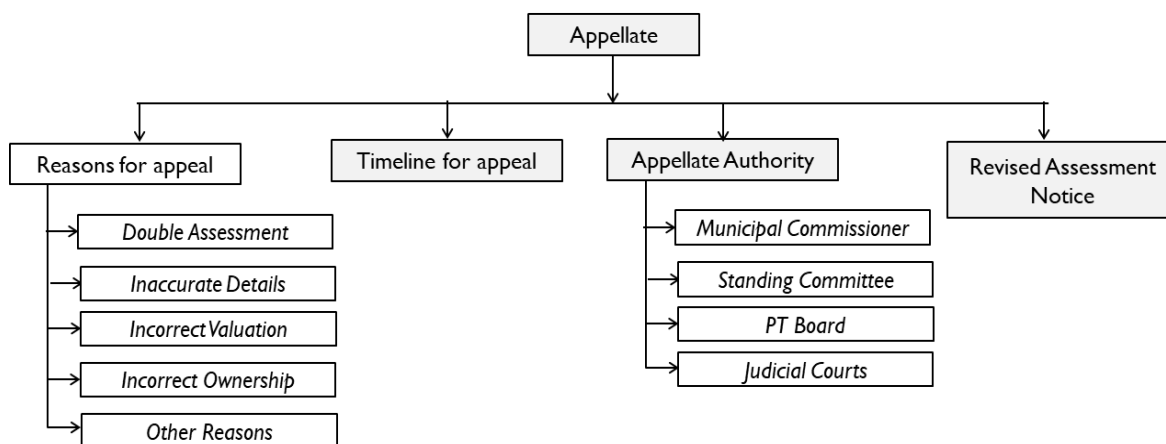 Appellate
Reasons for appeal
Double Assessment
Inaccurate Details
Incorrect Valuation
Incorrect Ownership
Other Reasons
Timeline for appeal
Appellate Authority
Municipal Commissioner
Standing Committee
PT Board
Judicial Courts
Revised Assessment
Notice